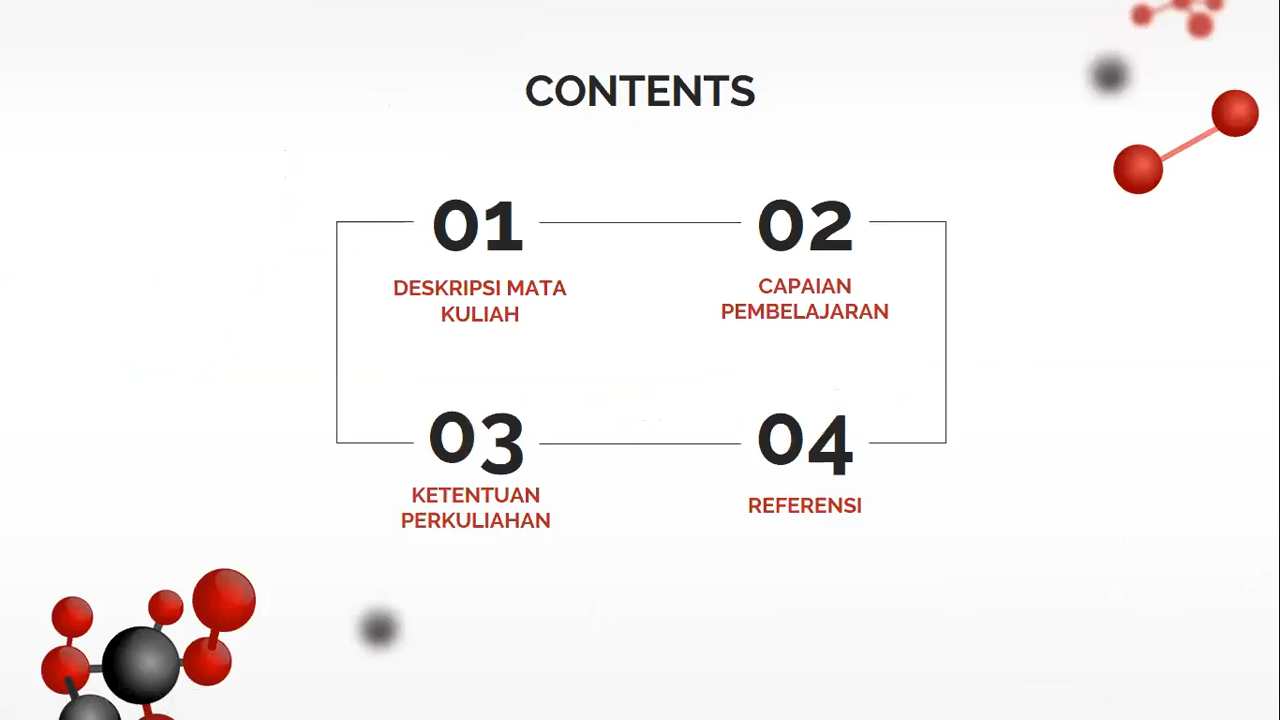 CONTENTS
01
DESKRIPSI MATA
KULIAH
02
CAPAIAN
PEMBELAJARAN
03
KETENTUAN
PERKULIAHAN
04
REFERENSI